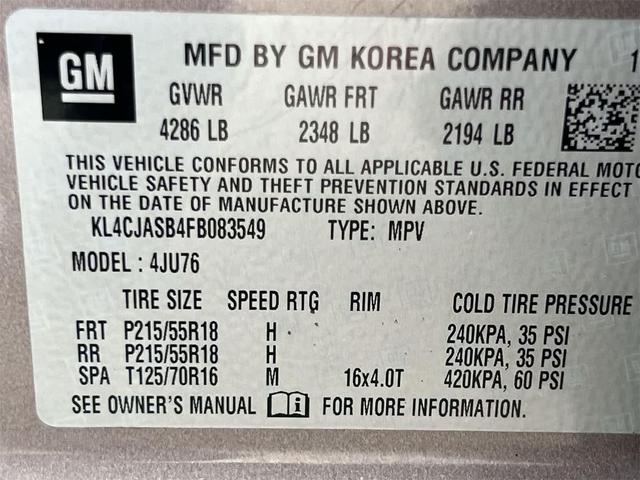 GM
MFD BY GM KOREA COMPANY 1
GVWR GAWR FRT GAWR RR
4286 LB 2348 LB 2194 LB
THIS VEHICLE CONFORMS TO ALL APPLICABLE U.S. FEDERAL MOTO
VEHICLE SAFETY AND THEFT PREVENTION STANDARDS IN EFFECT
ON THE DATE OF MANUFACTURE SHOWN ABOVE.
KL4CJASB4FB083549 TYPE: MPV
MODEL : 4JU76
TIRE SIZE SPEED RTG RIM COLD TIRE PRESSURE
FRT P215/55R18 H 240KPA, 35 PSI
RR P215/55R18 H 240KPA, 35 PSI
SPA T125/70R16 M 16x4.0T 420KPA, 60 PSI
SEE OWNER'S MANUAL FOR MORE INFORMATION.